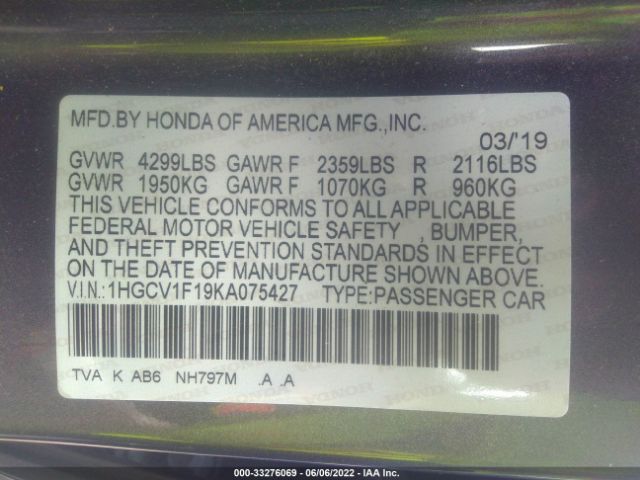 MFD.BY HONDA OF AMERICA MFG.,INC.
03/'19
GVWR 4299LBS GAWR F 2359LBS R 2116LBS
GVWR 1950KG GAWR F 1070KG R 960KG
THIS VEHICLE CONFORMS TO ALL APPLICABLE
FEDERAL MOTOR VEHICLE SAFETY , BUMPER,
AND THEFT PREVENTION STANDARDS IN EFFECT
ON THE DATE OF MANUFACTURE SHOWN ABOVE.
V.I.N.:1HGCV1F19KA075427 TYPE:PASSENGER CAR
TVA K AB6 NH797M .A .A
000-33276069 - 06/06/2022 - IAA Inc.